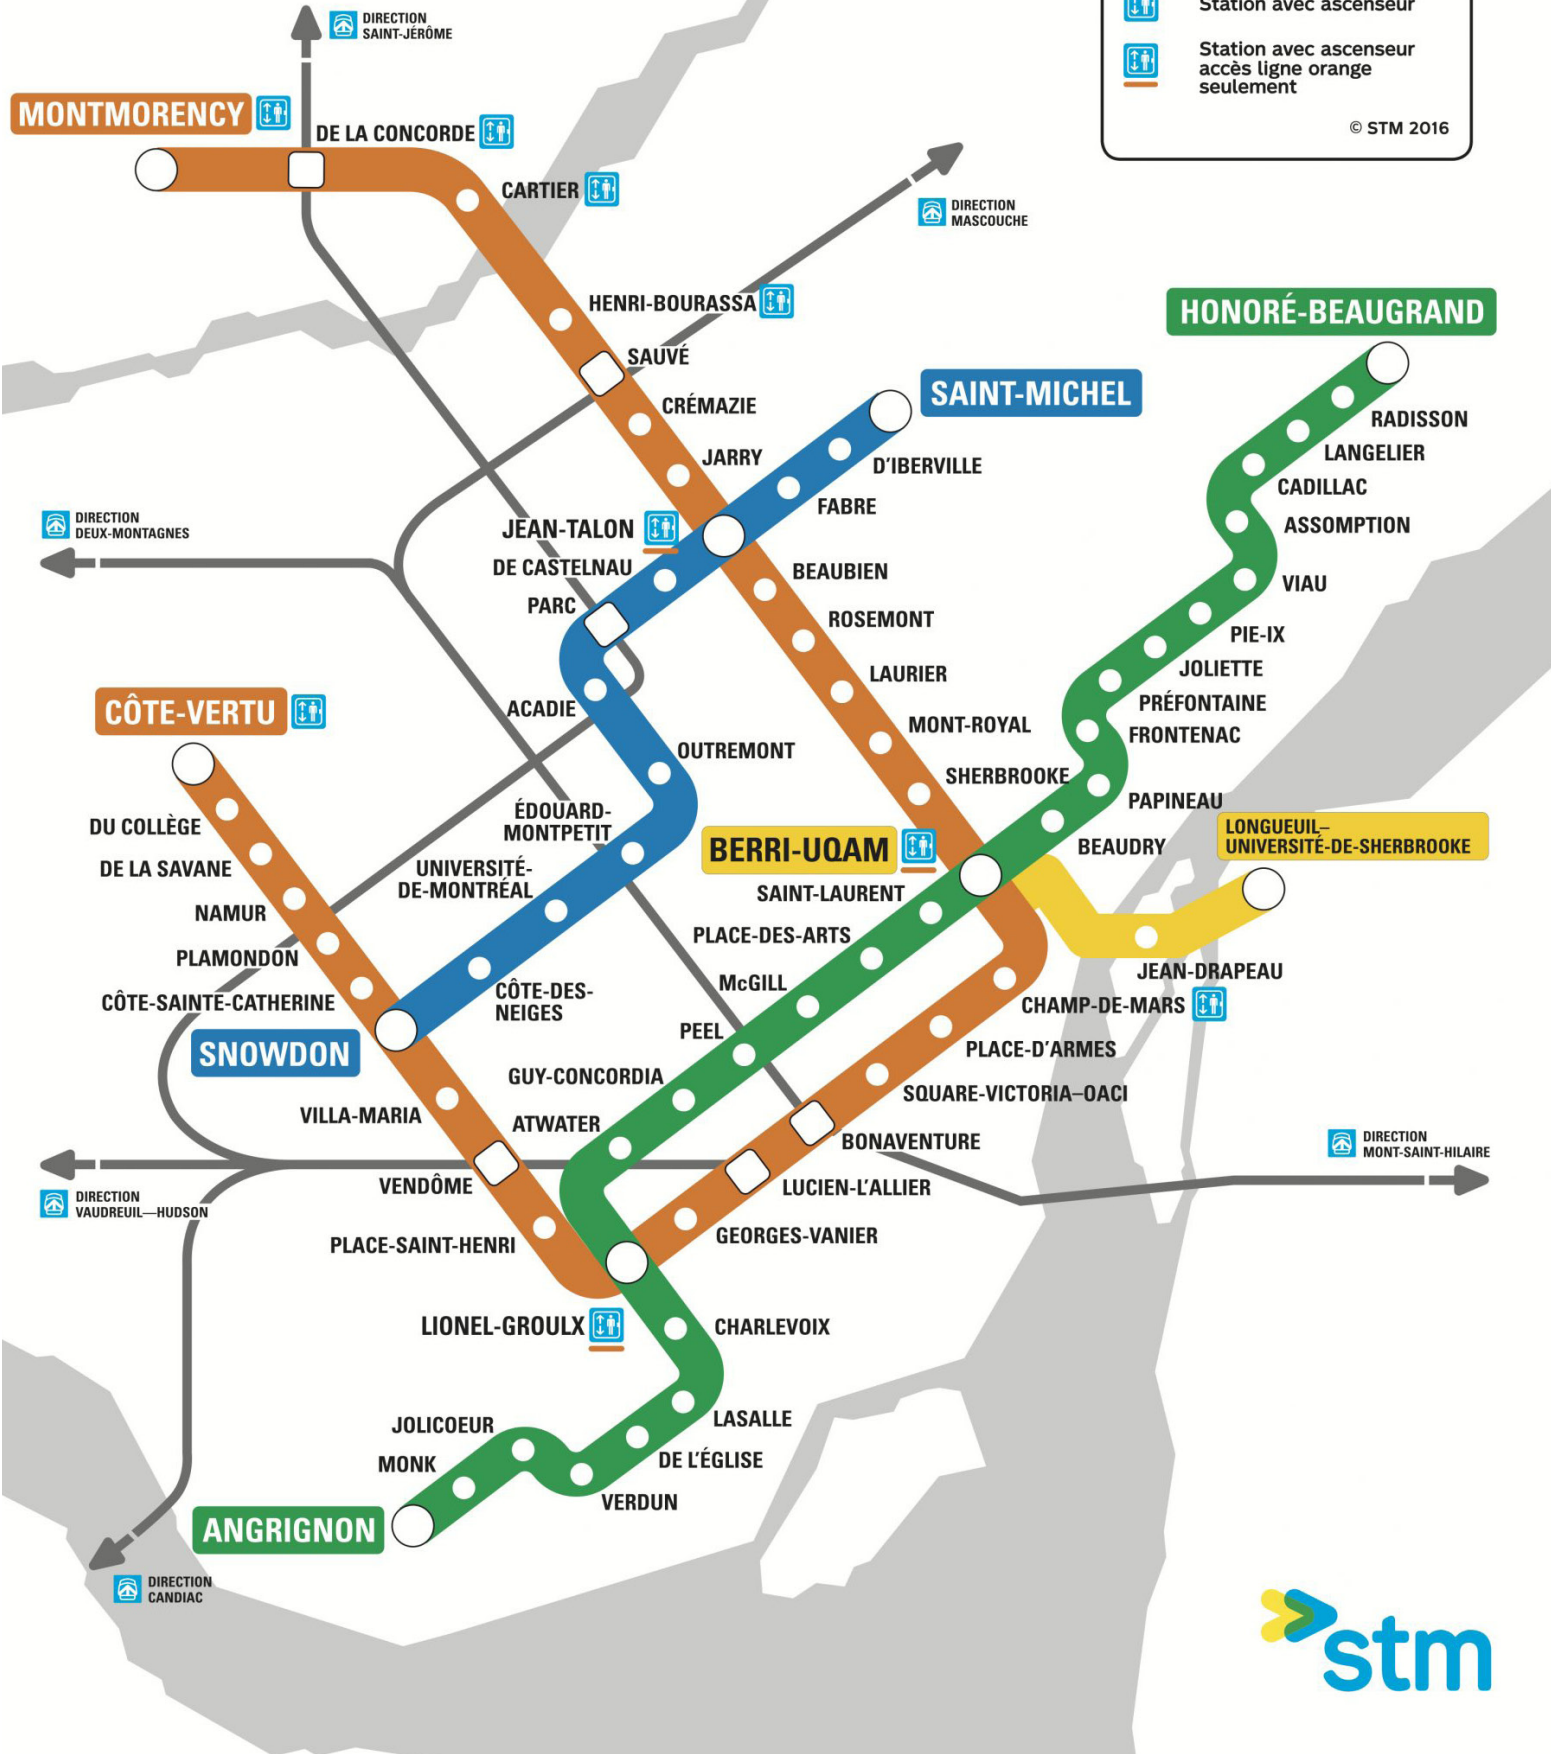 DIRECTION
SAINT-JÉRÔME
Station avec ascenseur
Station avec ascenseur
accès ligne orange
seulement
© STM 2016
MONTMORENCY
DE LA CONCORDE
CARTIER
DIRECTION
MASCOUCHE
HENRI-BOURASSA
HONORÉ-BEAUGRAND
SAUVÉ
SAINT-MICHEL
CRÉMAZIE
RADISSON
JARRY
LANGELIER
D'IBERVILLE
CADILLAC
FABRE
DIRECTION
DEUX-MONTAGNES
JEAN-TALON
ASSOMPTION
DE CASTELNAU
BEAUBIEN
VIAU
PARC
ROSEMONT
PIE-IX
JOLIETTE
LAURIER
PRÉFONTAINE
ACADIE
CÔTE-VERTU
MONT-ROYAL
FRONTENAC
OUTREMONT
SHERBROOKE
PAPINEAU
ÉDOUARD-
MONTPETIT
DU COLLÈGE
LONGUEUIL–
UNIVERSITÉ-DE-SHERBROOKE
BERRI-UQAM
BEAUDRY
DE LA SAVANE
UNIVERSITÉ-
DE-MONTRÉAL
SAINT-LAURENT
NAMUR
PLACE-DES-ARTS
PLAMONDON
JEAN-DRAPEAU
McGILL
CÔTE-SAINTE-CATHERINE
CÔTE-DES-
NEIGES
CHAMP-DE-MARS
PEEL
SNOWDON
PLACE-D'ARMES
GUY-CONCORDIA
SQUARE-VICTORIA–OACI
VILLA-MARIA
ATWATER
BONAVENTURE
DIRECTION
MONT-SAINT-HILAIRE
VENDÔME
LUCIEN-L'ALLIER
DIRECTION
VAUDREUIL—HUDSON
GEORGES-VANIER
PLACE-SAINT-HENRI
LIONEL-GROULX
CHARLEVOIX
LASALLE
JOLICOEUR
DE L'ÉGLISE
MONK
VERDUN
ANGRIGNON
DIRECTION
CANDIAC
stm